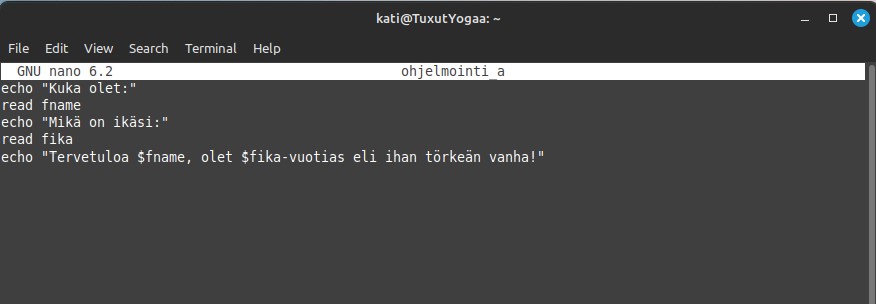 kati@TuxutYogaa: ~
File Edit View Search Terminal Help
GNU nano 6.2 ohjelmointi_a
echo "Kuka olet:"
read fname
echo "Mikä on ikäsi:"
read fika
echo "Tervetuloa $fname, olet $fika-vuotias eli ihan törkeän vanha!"